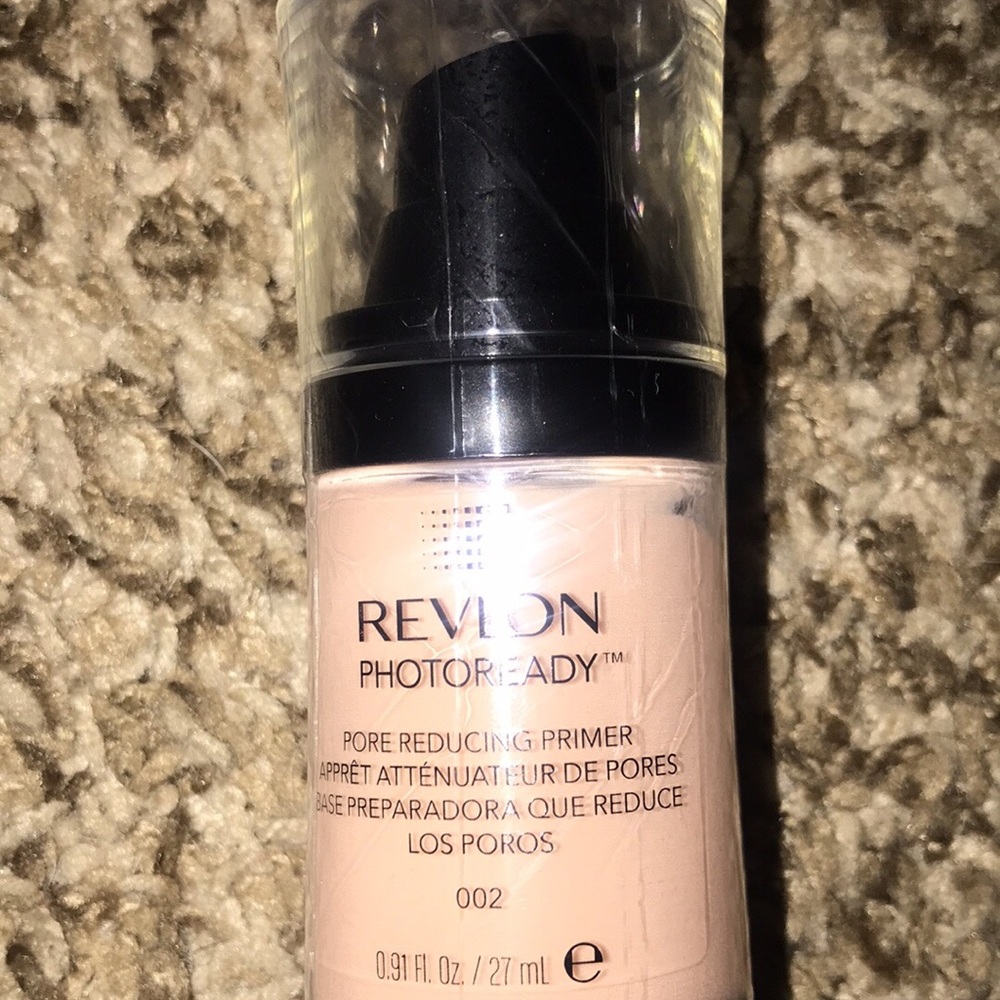 REVLON
PHOTOREADY™
PORE REDUCING PRIMER
APPRÊT ATTÉNUATEUR DE PORES
BASE PREPARADORA QUE REDUCE
LOS POROS
002
0.91 Fl. Oz. / 27 mL ℮